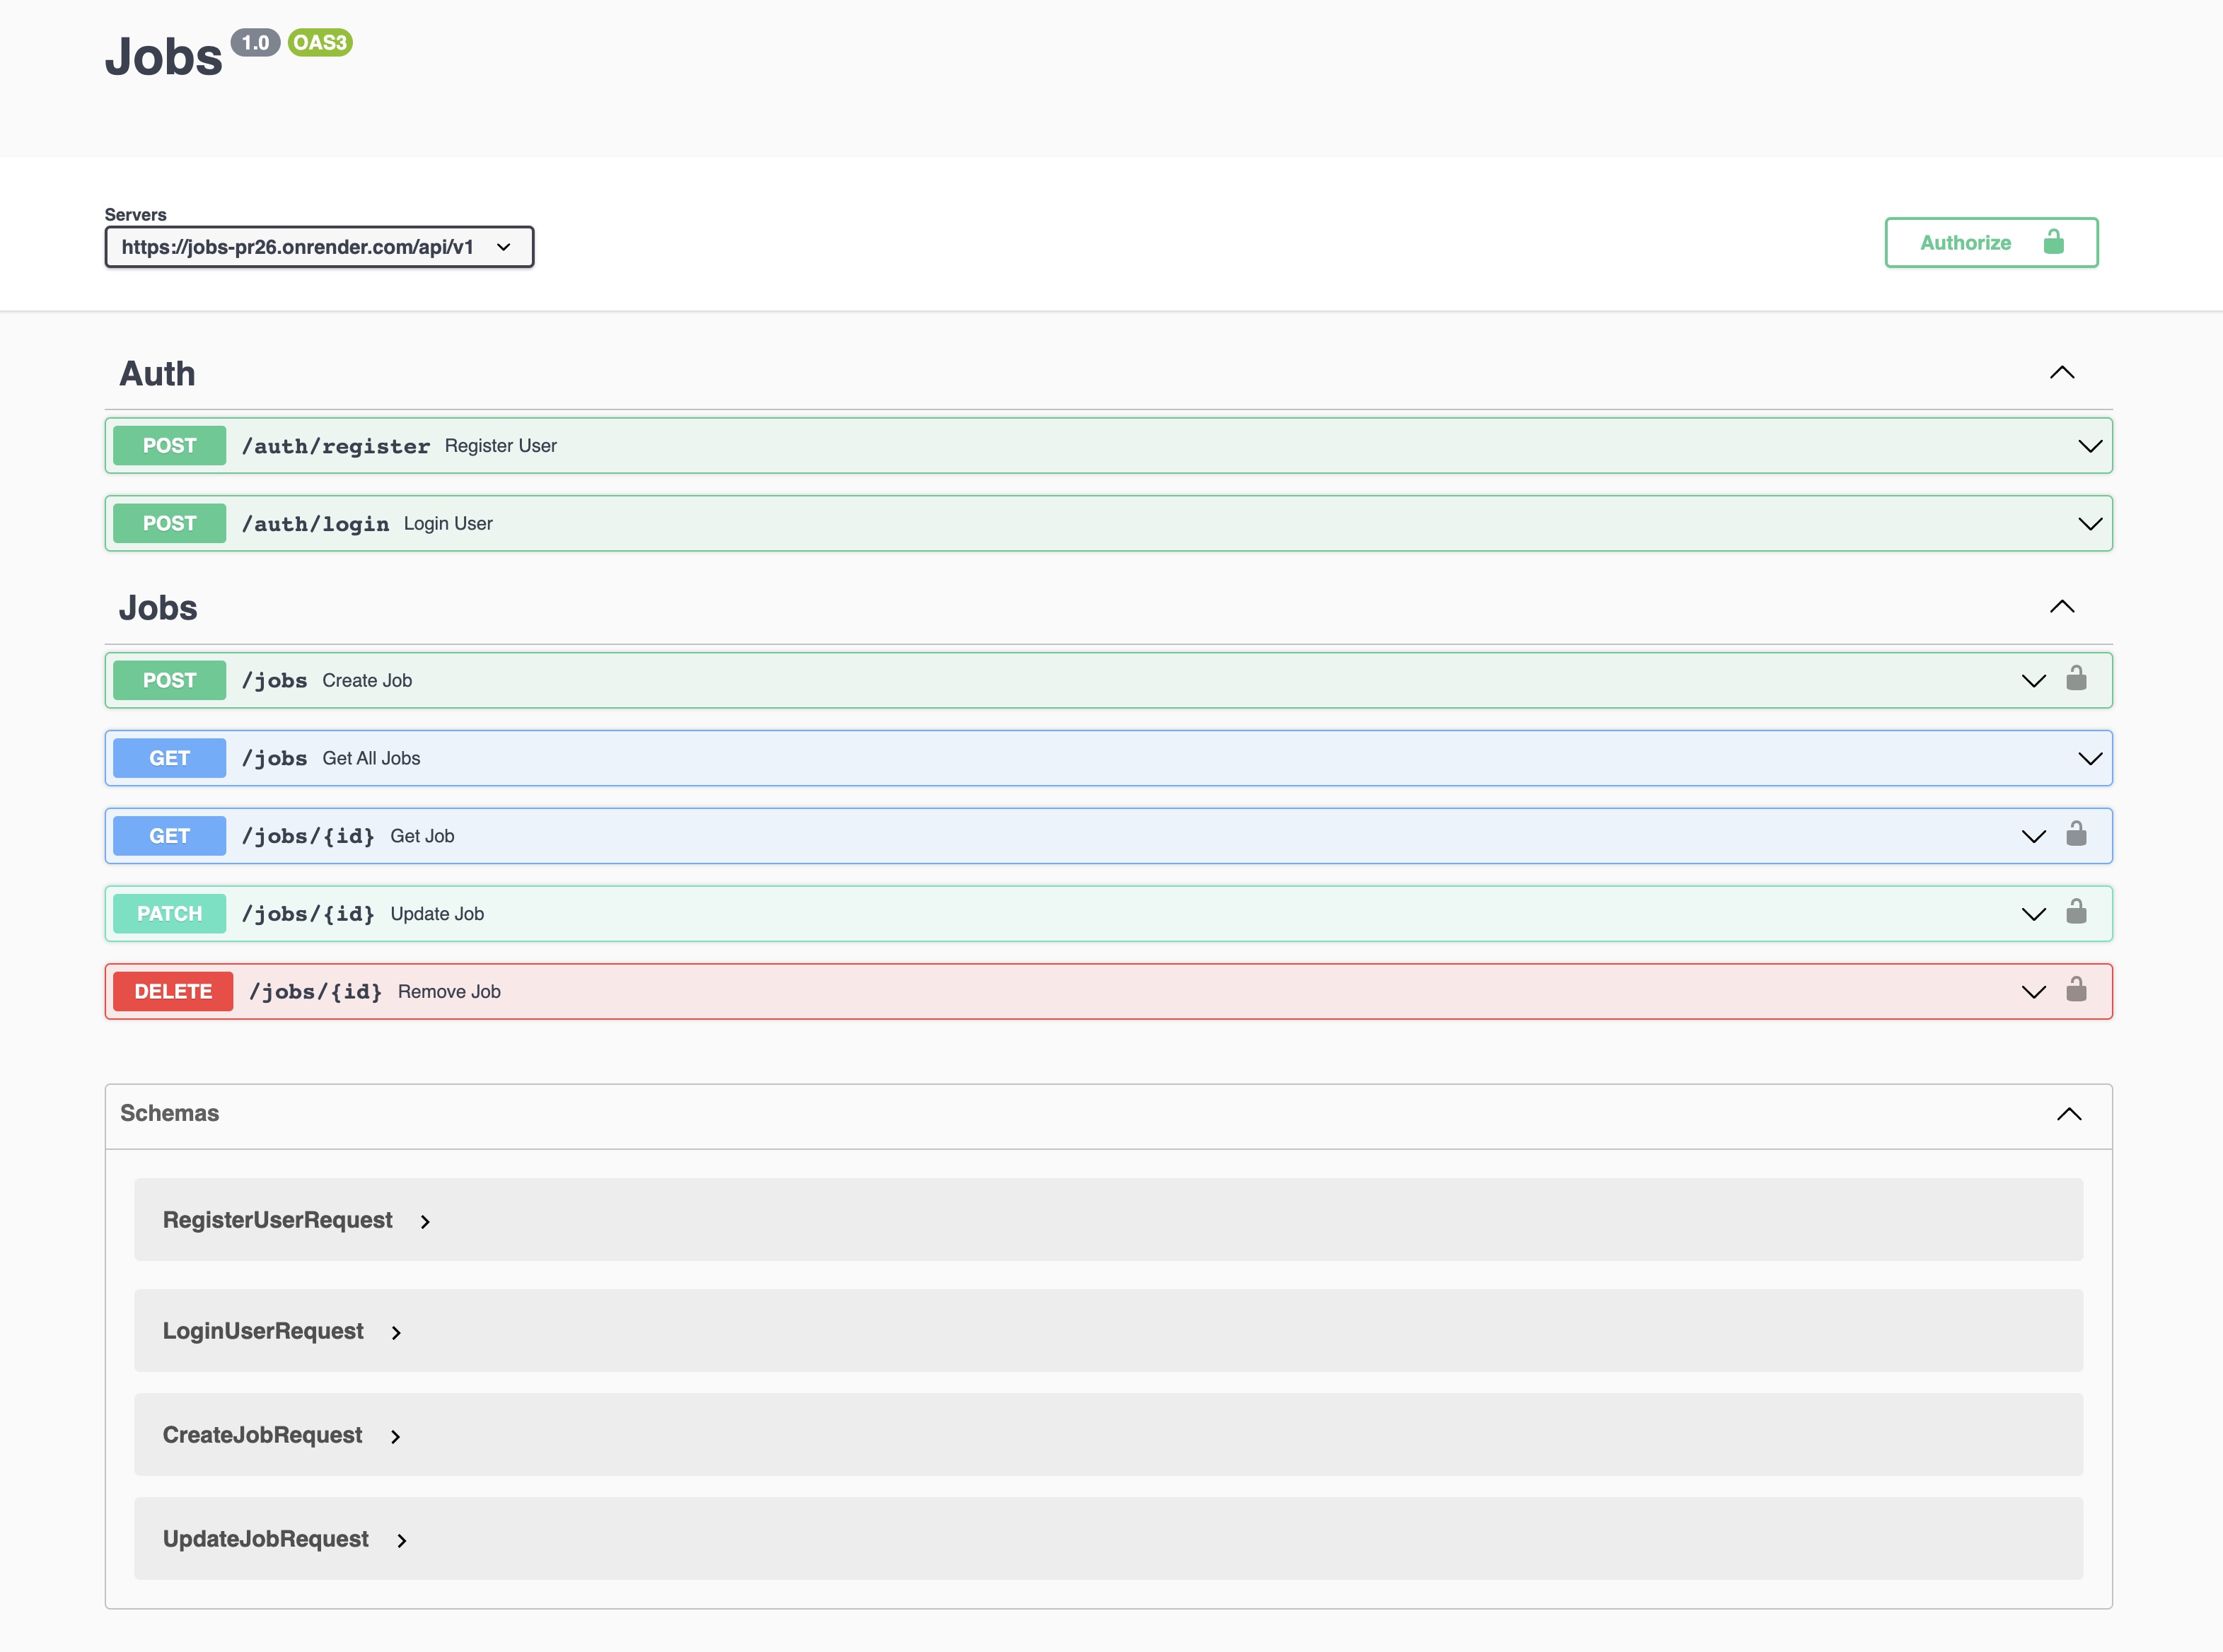 Jobs 1.0 OAS3
Servers
https://jobs-pr26.onrender.com/api/v1
Authorize
Auth
POST /auth/register Register User
POST /auth/login Login User
Jobs
POST /jobs Create Job
GET /jobs Get All Jobs
GET /jobs/{id} Get Job
PATCH /jobs/{id} Update Job
DELETE /jobs/{id} Remove Job
Schemas
RegisterUserRequest
LoginUserRequest
CreateJobRequest
UpdateJobRequest